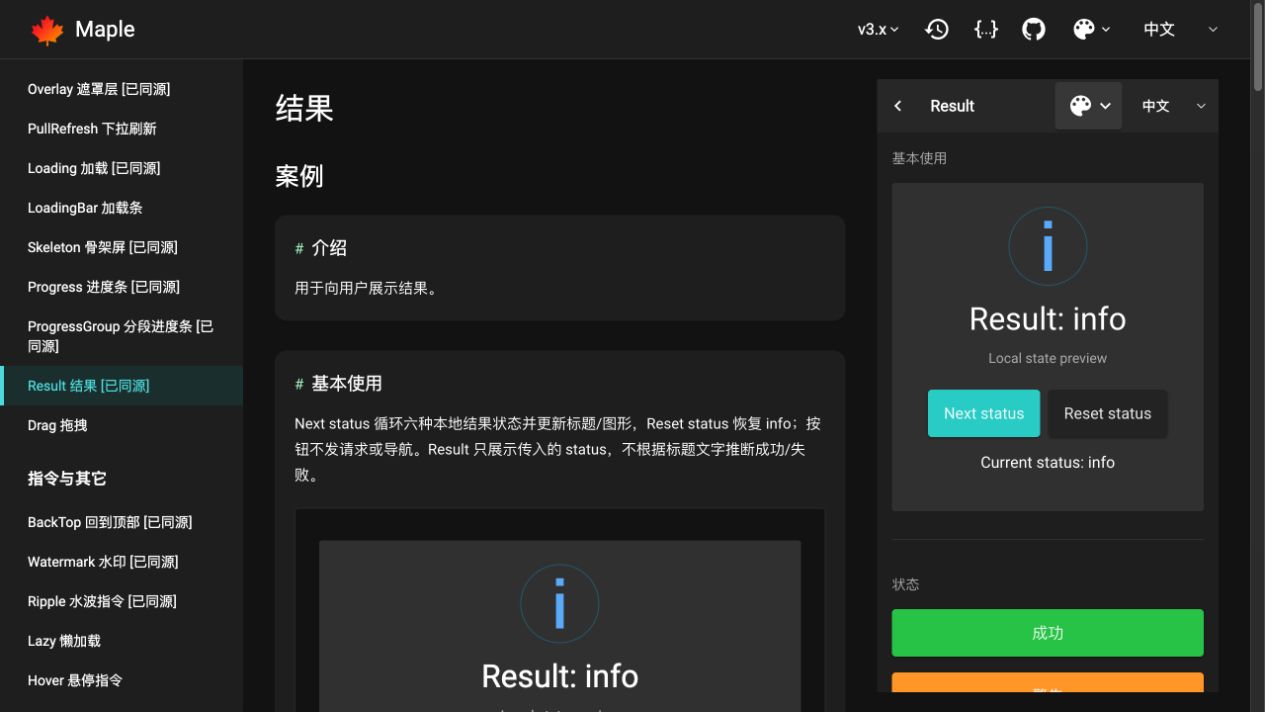 Maple
v3.x
中文
Overlay 遮罩层 [已同源]
PullRefresh 下拉刷新
Loading 加载 [已同源]
LoadingBar 加载条
Skeleton 骨架屏 [已同源]
Progress 进度条 [已同源]
ProgressGroup 分段进度条 [已
同源]
Result 结果 [已同源]
Drag 拖拽
指令与其它
BackTop 回到顶部 [已同源]
Watermark 水印 [已同源]
Ripple 水波指令 [已同源]
Lazy 懒加载
Hover 悬停指令
结果
案例
# 介绍
用于向用户展示结果。
# 基本使用
Next status 循环六种本地结果状态并更新标题/图形，Reset status 恢复 info；按
钮不发请求或导航。Result 只展示传入的 status，不根据标题文字推断成功/失
败。
Result: info
Result
中文
基本使用
Result: info
Local state preview
Next status
Reset status
Current status: info
状态
成功